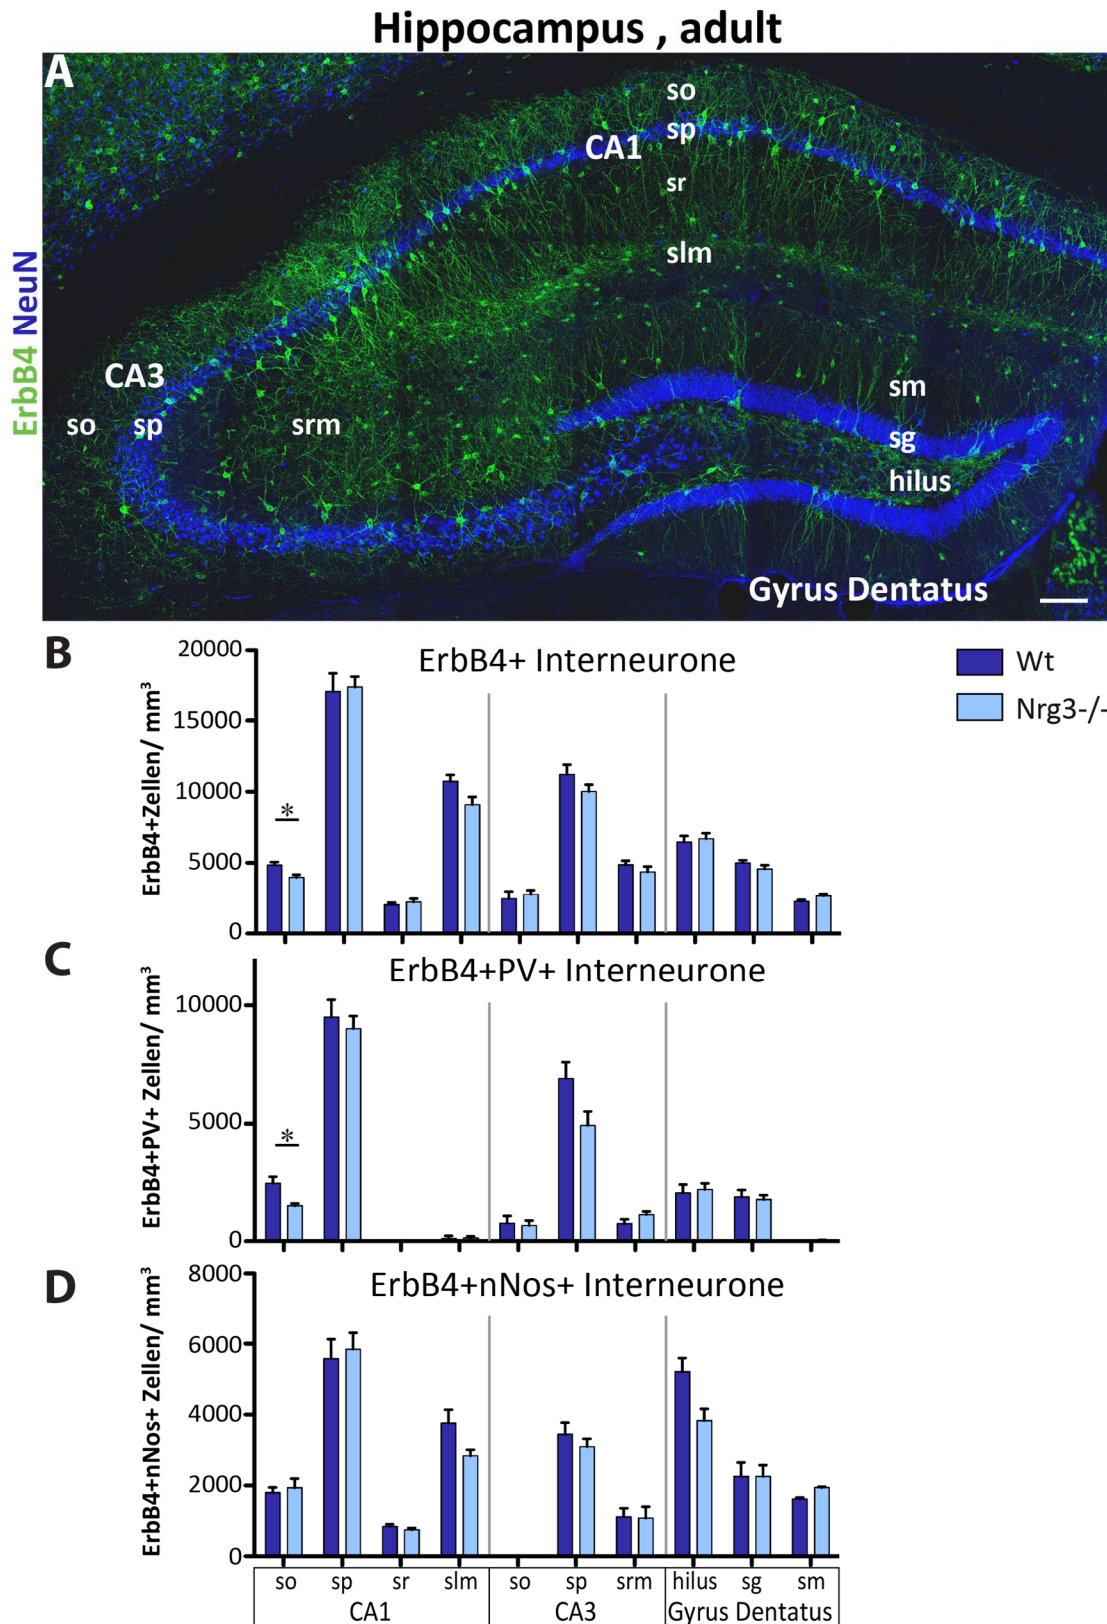 Hippocampus , adult
A
ErbB4 NeuN
so
sp
CA1
sr
slm
CA3
so
sp
srm
sm
sg
hilus
Gyrus Dentatus
B
ErbB4+ Interneurone
Wt
Nrg3-/-
ErbB4+Zellen/ mm³
20000
15000
10000
5000
0
*
C
ErbB4+PV+ Interneurone
ErbB4+PV+ Zellen/ mm³
10000
5000
0
*
D
ErbB4+nNos+ Interneurone
ErbB4+nNos+ Zellen/ mm³
8000
6000
4000
2000
0
so sp sr slm so sp srm hilus sg sm
CA1 CA3 Gyrus Dentatus